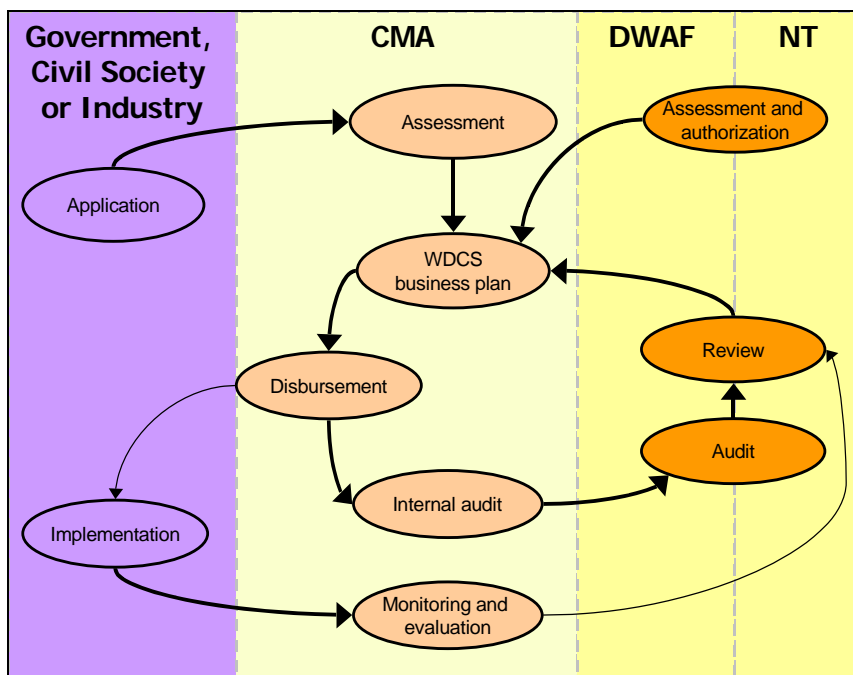 Government,
Civil Society
or Industry
CMA
DWAF
NT
Assessment
Assessment and
authorization
Application
WDCS
business plan
Review
Disbursement
Audit
Internal audit
Implementation
Monitoring and
evaluation